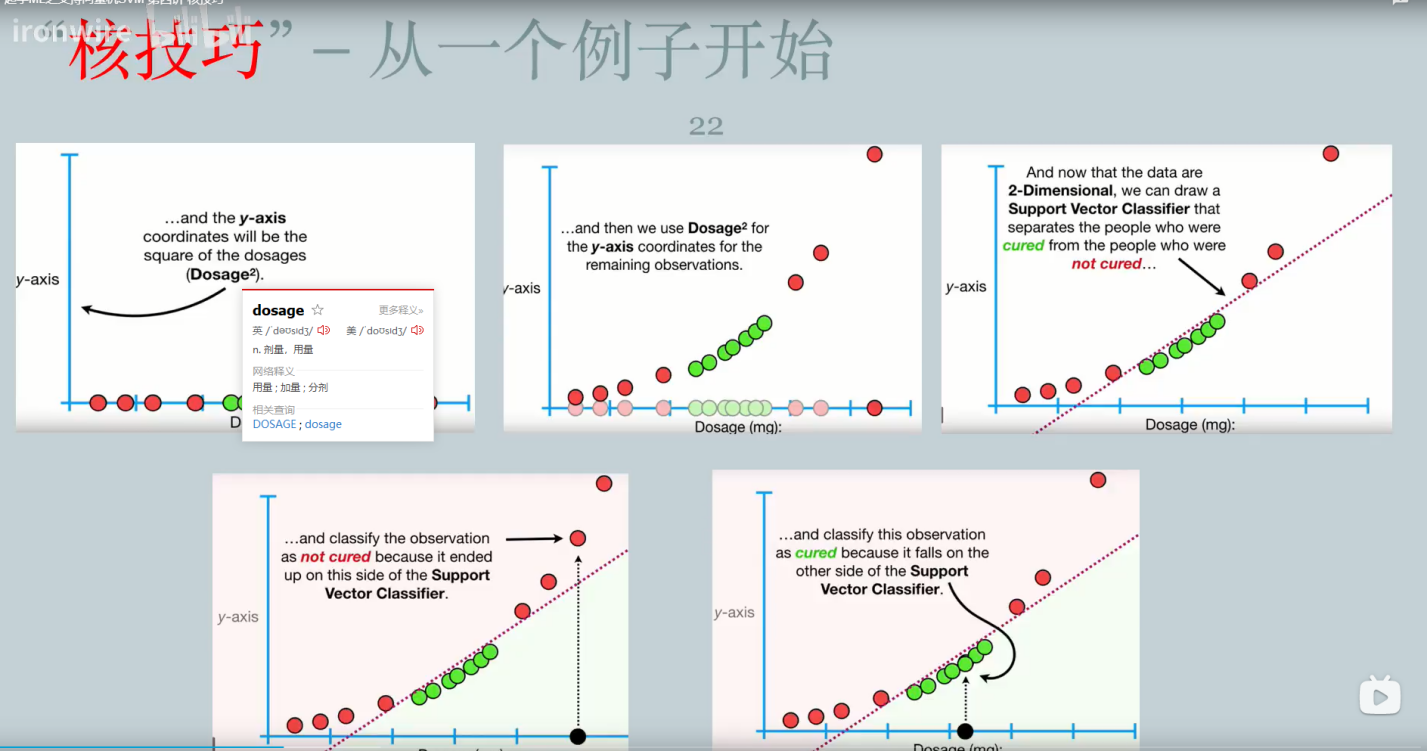 ironwire
“核技巧” – 从一个例子开始
22
…and the y-axis
coordinates will be the
square of the dosages
(Dosage²).
y-axis
D
dosage
更多释义»
英 /ˈdəʊsɪdʒ/ 美 /ˈdoʊsɪdʒ/
n. 剂量，用量
网络释义
用量 ; 加量 ; 分剂
相关查询
DOSAGE ; dosage
…and then we use Dosage² for
the y-axis coordinates for the
remaining observations.
y-axis
Dosage (mg):
And now that the data are
2-Dimensional, we can draw a
Support Vector Classifier that
separates the people who were
cured from the people who were
not cured…
y-axis
Dosage (mg):
…and classify the observation
as not cured because it ended
up on this side of the Support
Vector Classifier.
y-axis
…and classify this observation
as cured because it falls on the
other side of the Support
Vector Classifier.
y-axis
Dosage (mg):